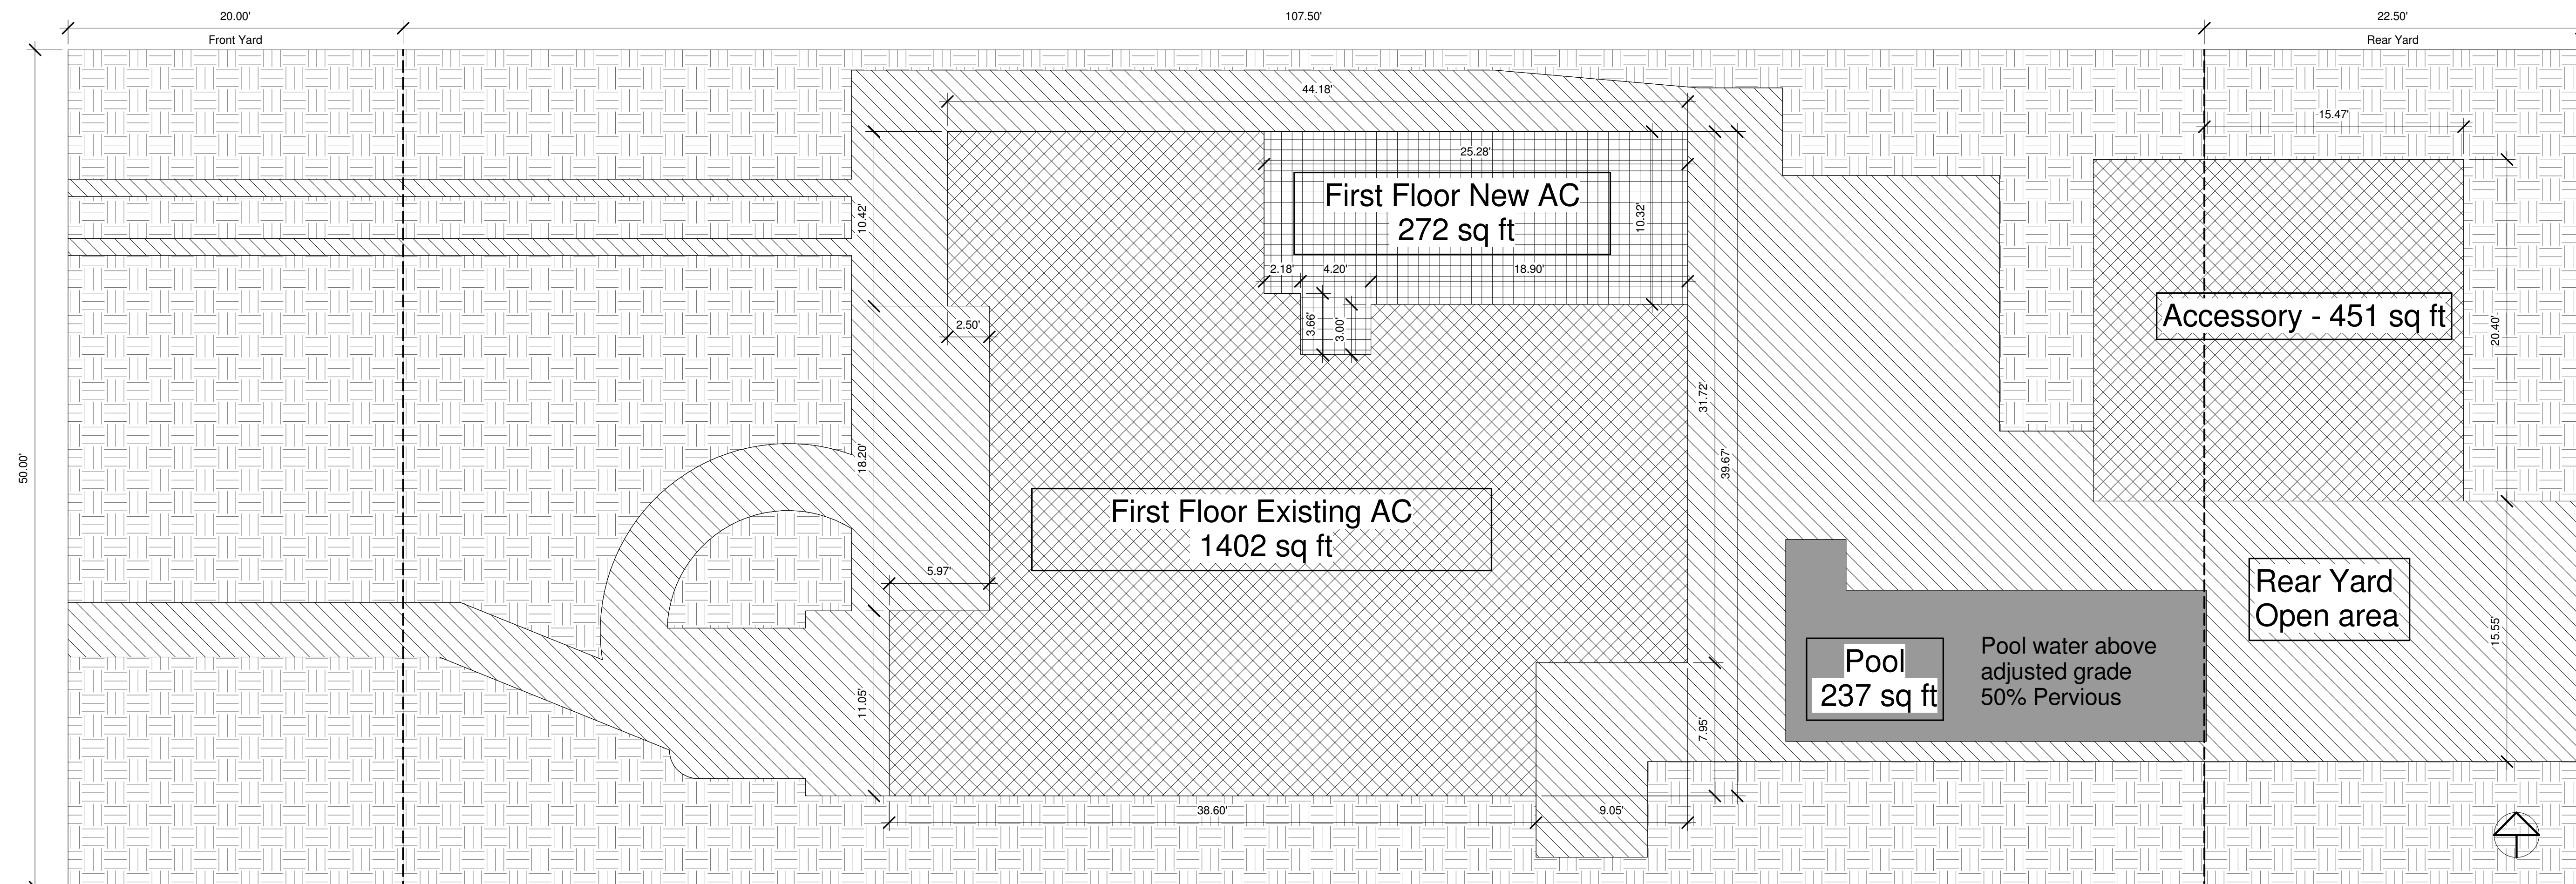 20.00'
107.50'
22.50'
Front Yard
Rear Yard
44.18'
15.47'
25.28'
First Floor New AC
272 sq ft
10.42'
10.32'
2.18'
4.20'
18.90'
2.50'
3.66'
3.00'
Accessory - 451 sq ft
20.40'
31.72'
50.00'
18.20'
39.67'
First Floor Existing AC
1402 sq ft
5.97'
Rear Yard
Open area
15.55'
Pool
237 sq ft
Pool water above
adjusted grade
50% Pervious
11.05'
7.95'
38.60'
9.05'